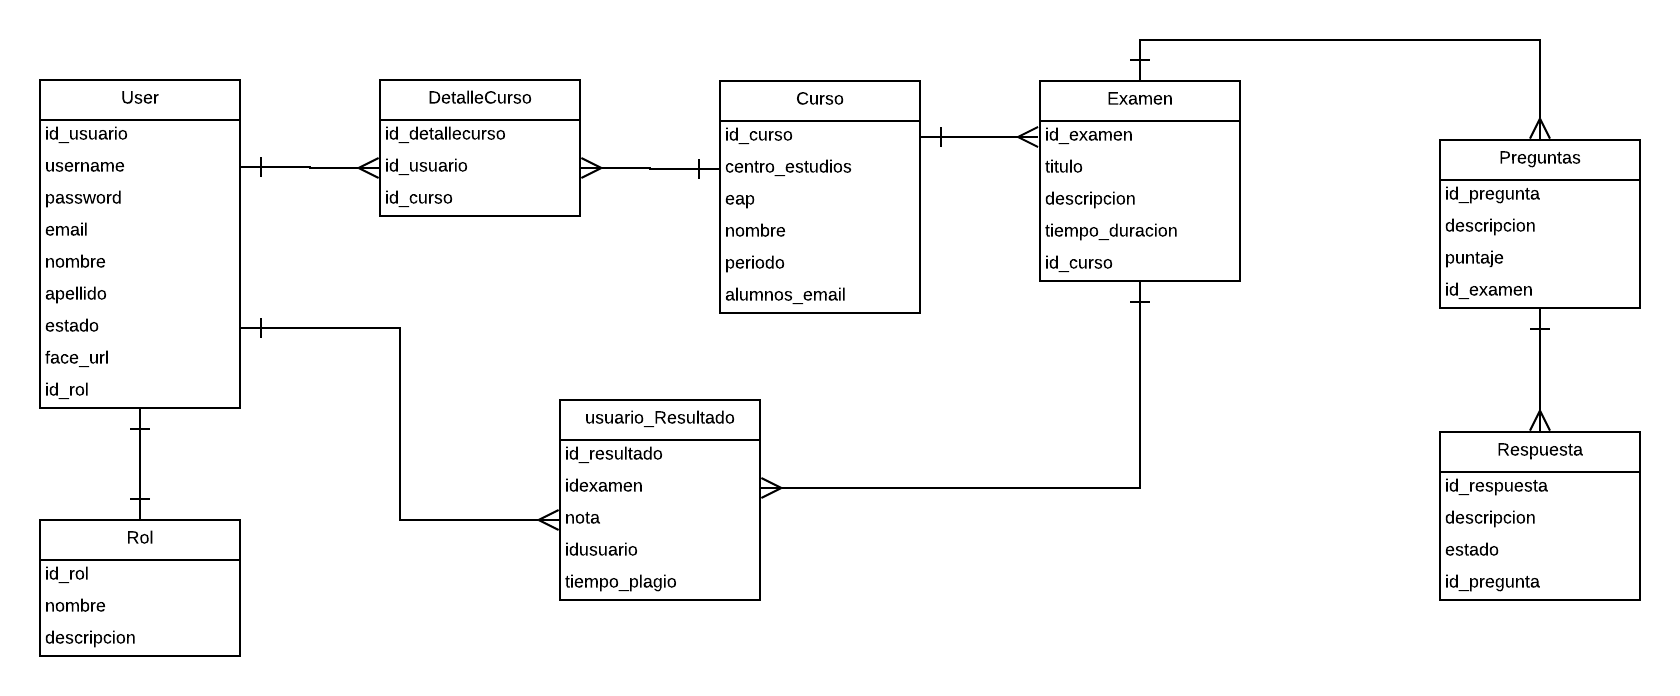 User
id_usuario
username
password
email
nombre
apellido
estado
face_url
id_rol
DetalleCurso
id_detallecurso
id_usuario
id_curso
Curso
id_curso
centro_estudios
eap
nombre
periodo
alumnos_email
Examen
id_examen
titulo
descripcion
tiempo_duracion
id_curso
Preguntas
id_pregunta
descripcion
puntaje
id_examen
Rol
id_rol
nombre
descripcion
usuario_Resultado
id_resultado
idexamen
nota
idusuario
tiempo_plagio
Respuesta
id_respuesta
descripcion
estado
id_pregunta